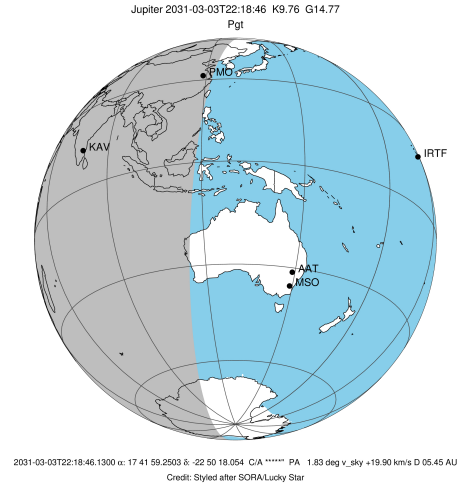 Jupiter 2031-03-03T22:18:46 K9.76 G14.77
Pgt
PMO
KAV
IRTF
AAT
MSO
2031-03-03T22:18:46.1300 α: 17 41 59.2503 δ: -22 50 18.054 C/A *****" PA 1.83 deg v_sky +19.90 km/s D 05.45 AU
Credit: Styled after SORA/Lucky Star